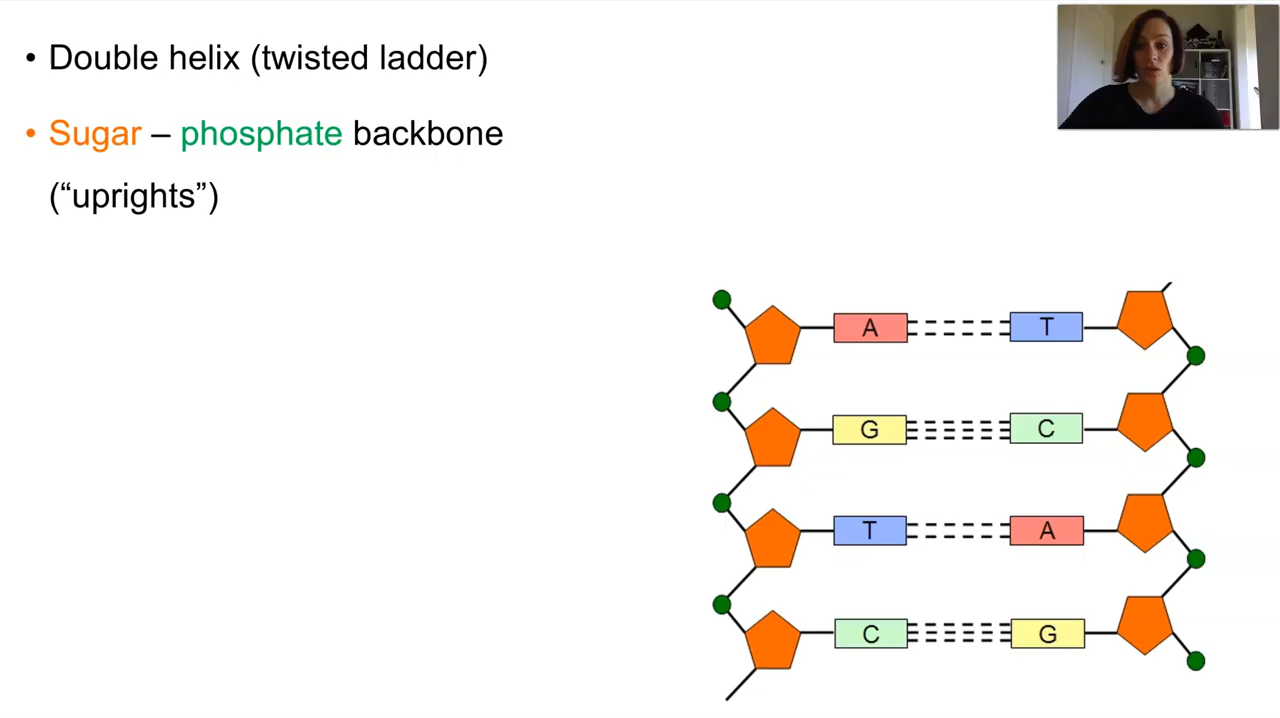 • Double helix (twisted ladder)
• Sugar – phosphate backbone
(“uprights”)
A T
G C
T A
C G